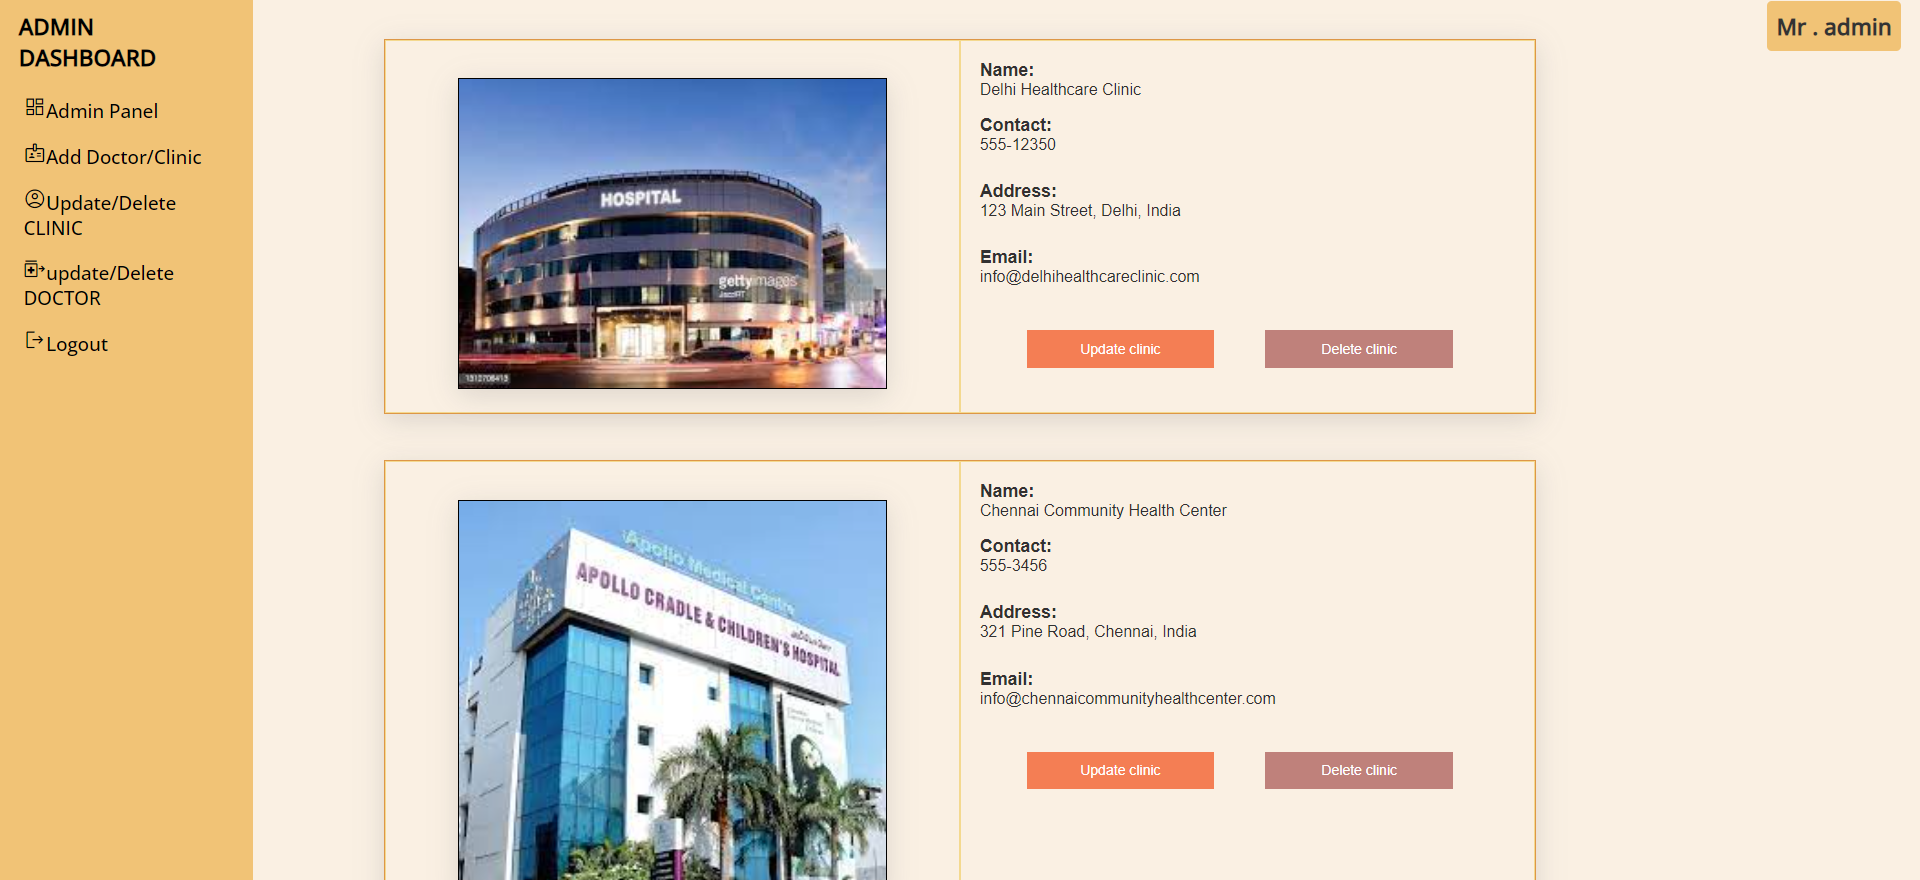 ADMIN
DASHBOARD
Admin Panel
Add Doctor/Clinic
Update/Delete
CLINIC
update/Delete
DOCTOR
Logout
Mr . admin
HOSPITAL
gettyimages
JazzIRT
1312706413
Name:
Delhi Healthcare Clinic
Contact:
555-12350
Address:
123 Main Street, Delhi, India
Email:
info@delhihealthcareclinic.com
Update clinic
Delete clinic
Apollo Medical Centre
APOLLO CRADLE & CHILDREN'S HOSPITAL
Name:
Chennai Community Health Center
Contact:
555-3456
Address:
321 Pine Road, Chennai, India
Email:
info@chennaicommunityhealthcenter.com
Update clinic
Delete clinic